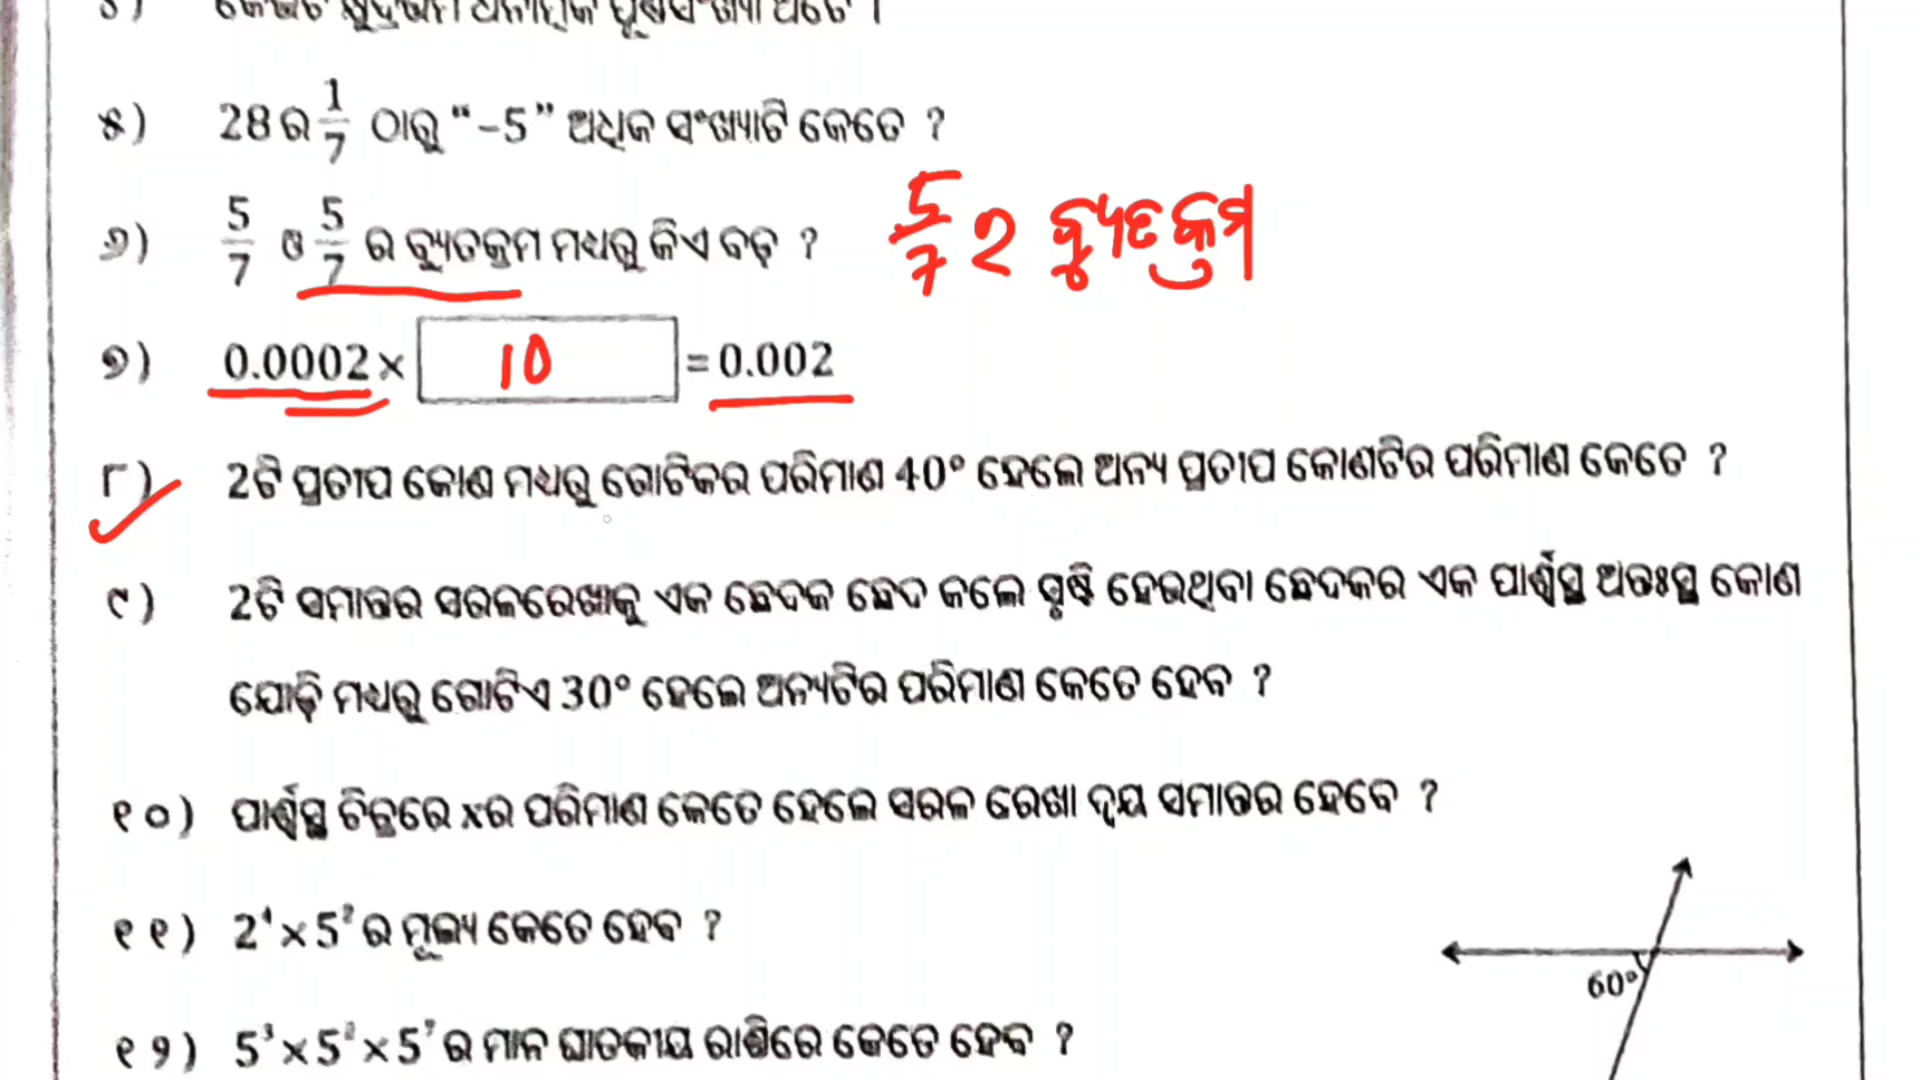 ୫) 28 ର 1/7 ଠାରୁ “–5” ଅଧିକ ସଂଖ୍ୟାଟି କେତେ ?
୬) 5/7 ଓ 5/7 ର ବ୍ୟୁତକ୍ରମ ମଧ୍ୟରୁ କିଏ ବଡ଼ ? 5/7 ର ବ୍ୟୁତକ୍ରମ
୭) 0.0002 × 10 = 0.002
୮) 2ଟି ପ୍ରତୀପ କୋଣ ମଧ୍ୟରୁ ଗୋଟିକର ପରିମାଣ 40° ହେଲେ ଅନ୍ୟ ପ୍ରତୀପ କୋଣଟିର ପରିମାଣ କେତେ ?
୯) 2ଟି ସମାନ୍ତର ସରଳରେଖାକୁ ଏକ ଛେଦକ ଛେଦ କଲେ ସୃଷ୍ଟି ହେଉଥିବା ଛେଦକର ଏକ ପାର୍ଶ୍ୱସ୍ଥ ଅନ୍ତଃସ୍ଥ କୋଣ
ଯୋଡ଼ି ମଧ୍ୟରୁ ଗୋଟିଏ 30° ହେଲେ ଅନ୍ୟଟିର ପରିମାଣ କେତେ ହେବ ?
୧୦) ପାର୍ଶ୍ୱସ୍ଥ ଚିତ୍ରରେ xର ପରିମାଣ କେତେ ହେଲେ ସରଳ ରେଖା ଦ୍ୱୟ ସମାନ୍ତର ହେବେ ?
୧୧) 2⁴ × 5² ର ମୂଲ୍ୟ କେତେ ହେବ ?
60°
୧୨) 5³ × 5² × 5⁷ ର ମାନ ଘାତକୀୟ ରାଶିରେ କେତେ ହେବ ?